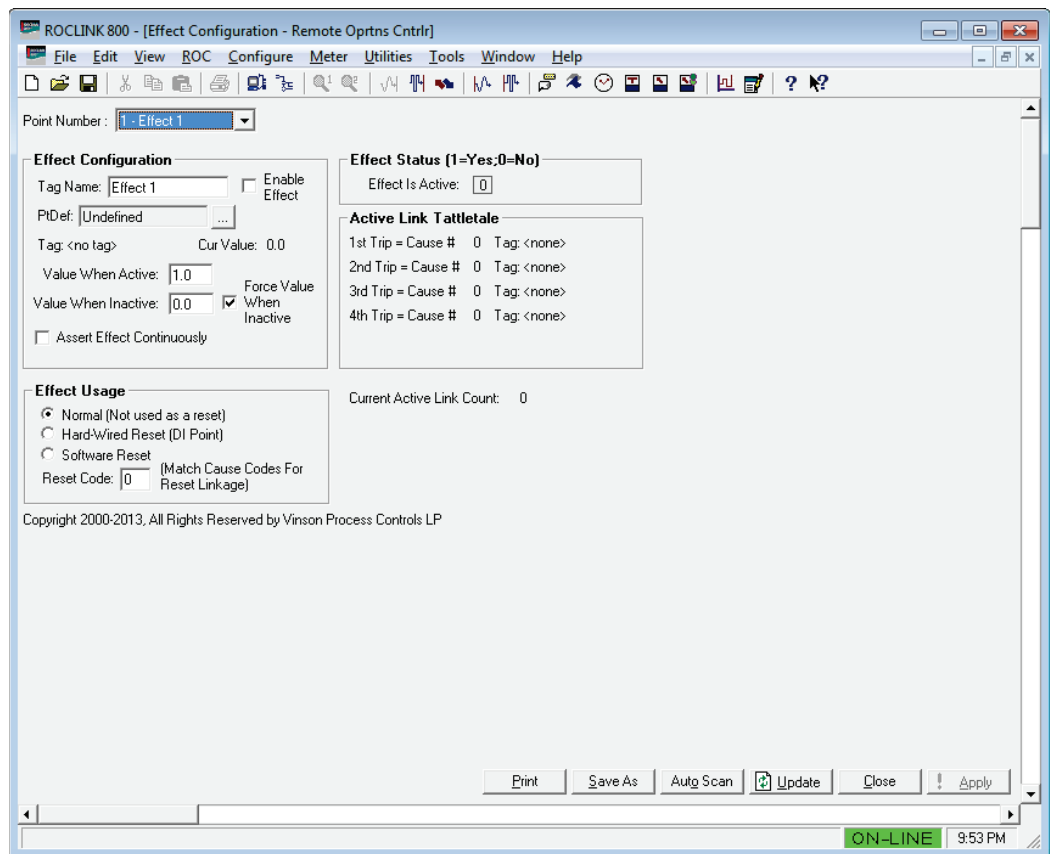 ROCLINK 800 - [Effect Configuration - Remote Oprtns Cntrlr]
File Edit View ROC Configure Meter Utilities Tools Window Help
Point Number : 1 - Effect 1
Effect Configuration
Tag Name: Effect 1
Enable
Effect
PtDef: Undefined ...
Tag: <no tag> Cur Value: 0.0
Value When Active: 1.0
Value When Inactive: 0.0
Force Value
When
Inactive
Assert Effect Continuously
Effect Status (1=Yes;0=No)
Effect Is Active: 0
Active Link Tattletale
1st Trip = Cause # 0 Tag: <none>
2nd Trip = Cause # 0 Tag: <none>
3rd Trip = Cause # 0 Tag: <none>
4th Trip = Cause # 0 Tag: <none>
Effect Usage
Normal (Not used as a reset)
Hard-Wired Reset (DI Point)
Software Reset
Reset Code: 0
(Match Cause Codes For
Reset Linkage)
Current Active Link Count: 0
Copyright 2000-2013, All Rights Reserved by Vinson Process Controls LP
Print Save As Auto Scan Update Close ! Apply
ON-LINE 9:53 PM